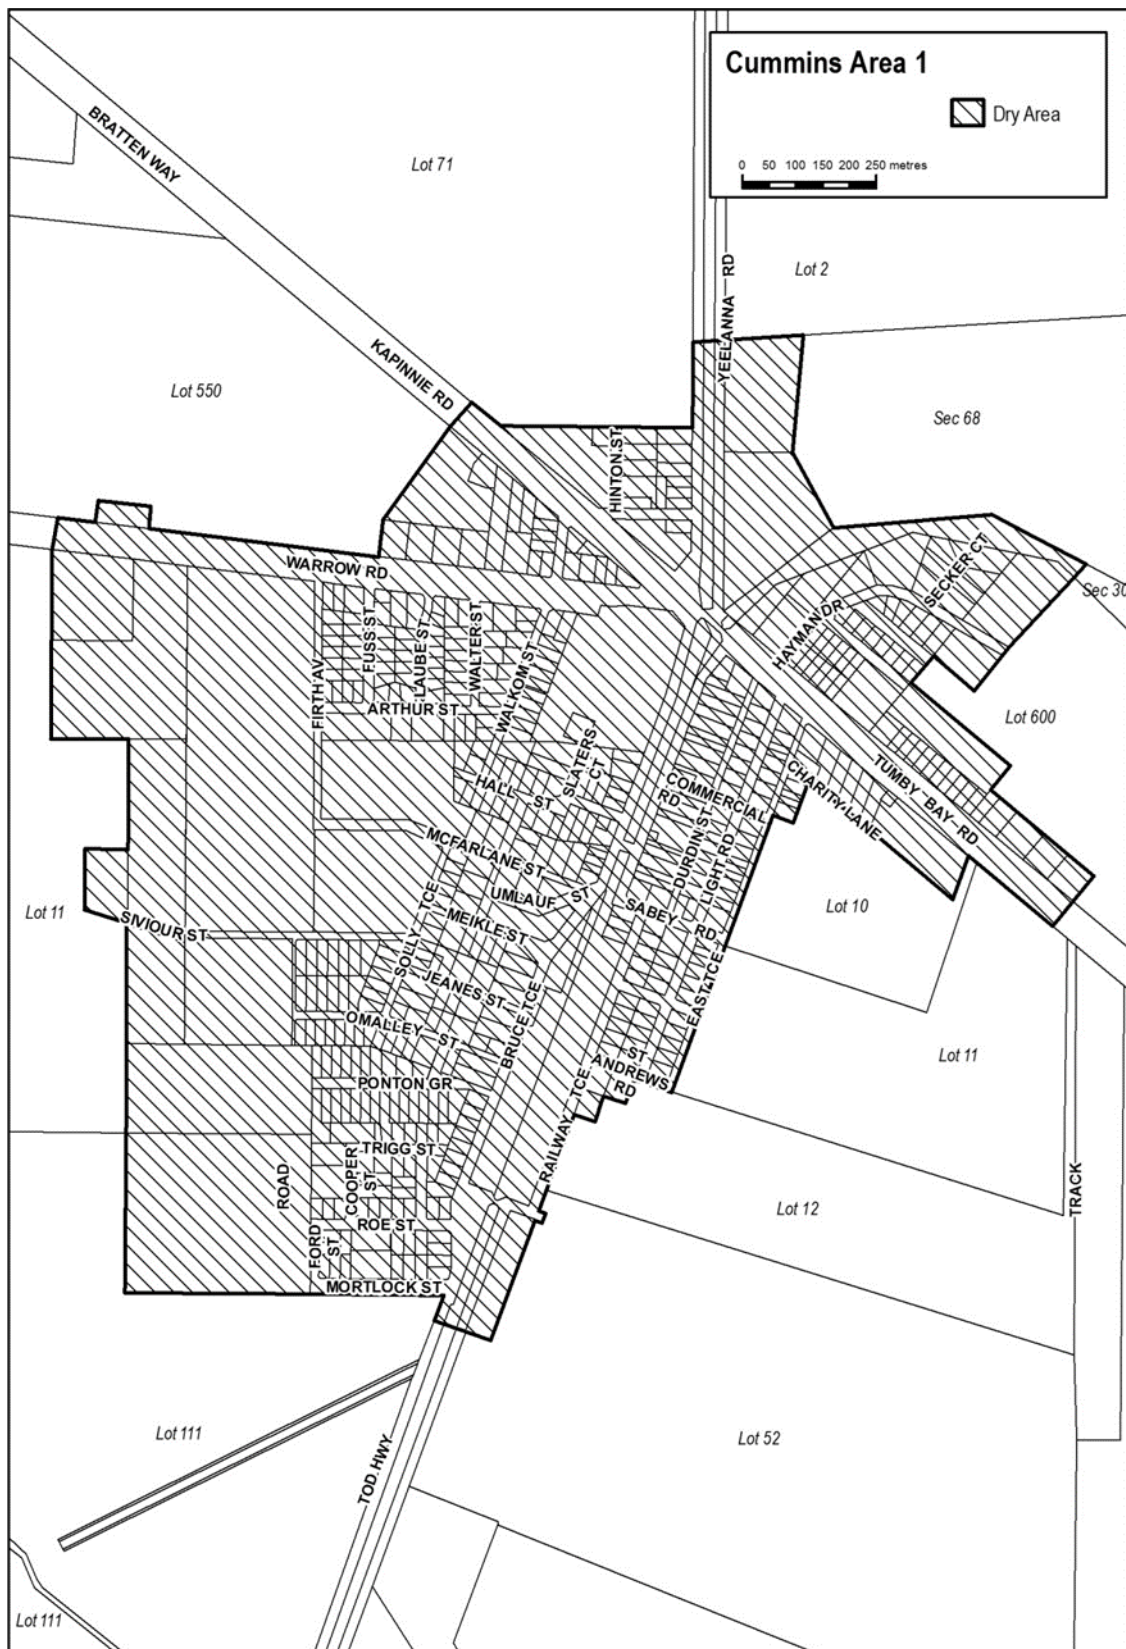 Cummins Area 1
Dry Area
0 50 100 150 200 250 metres
BRATTEN WAY
Lot 71
YEELANNA RD
Lot 2
KAPINNIE RD
Lot 550
Sec 68
HINTON ST
WARROW RD
SECKER CT
Sec 30
HAYMAN DR
FIRTH AV
FUSS ST
LAUBE ST
WALTER ST
WALKOM ST
ARTHUR ST
Lot 600
SLATERS
CT
HALL ST
COMMERCIAL
RD
CHARITY LANE
TUMBY BAY RD
MCFARLANE ST
DURDIN ST
LIGHT RD
UMLAUF ST
SABEY RD
Lot 10
Lot 11
SIVIOUR ST
SOLLY TCE
MEIKLE ST
JEANES ST
BRUCE TCE
EAST TCE
OMALLEY ST
ST
ANDREWS
RD
Lot 11
PONTON GR
RAILWAY TCE
TRIGG ST
ROAD
COOPER
ST
ROE ST
FORD
ST
MORTLOCK ST
Lot 12
TRACK
Lot 111
TOD HWY
Lot 52
Lot 111